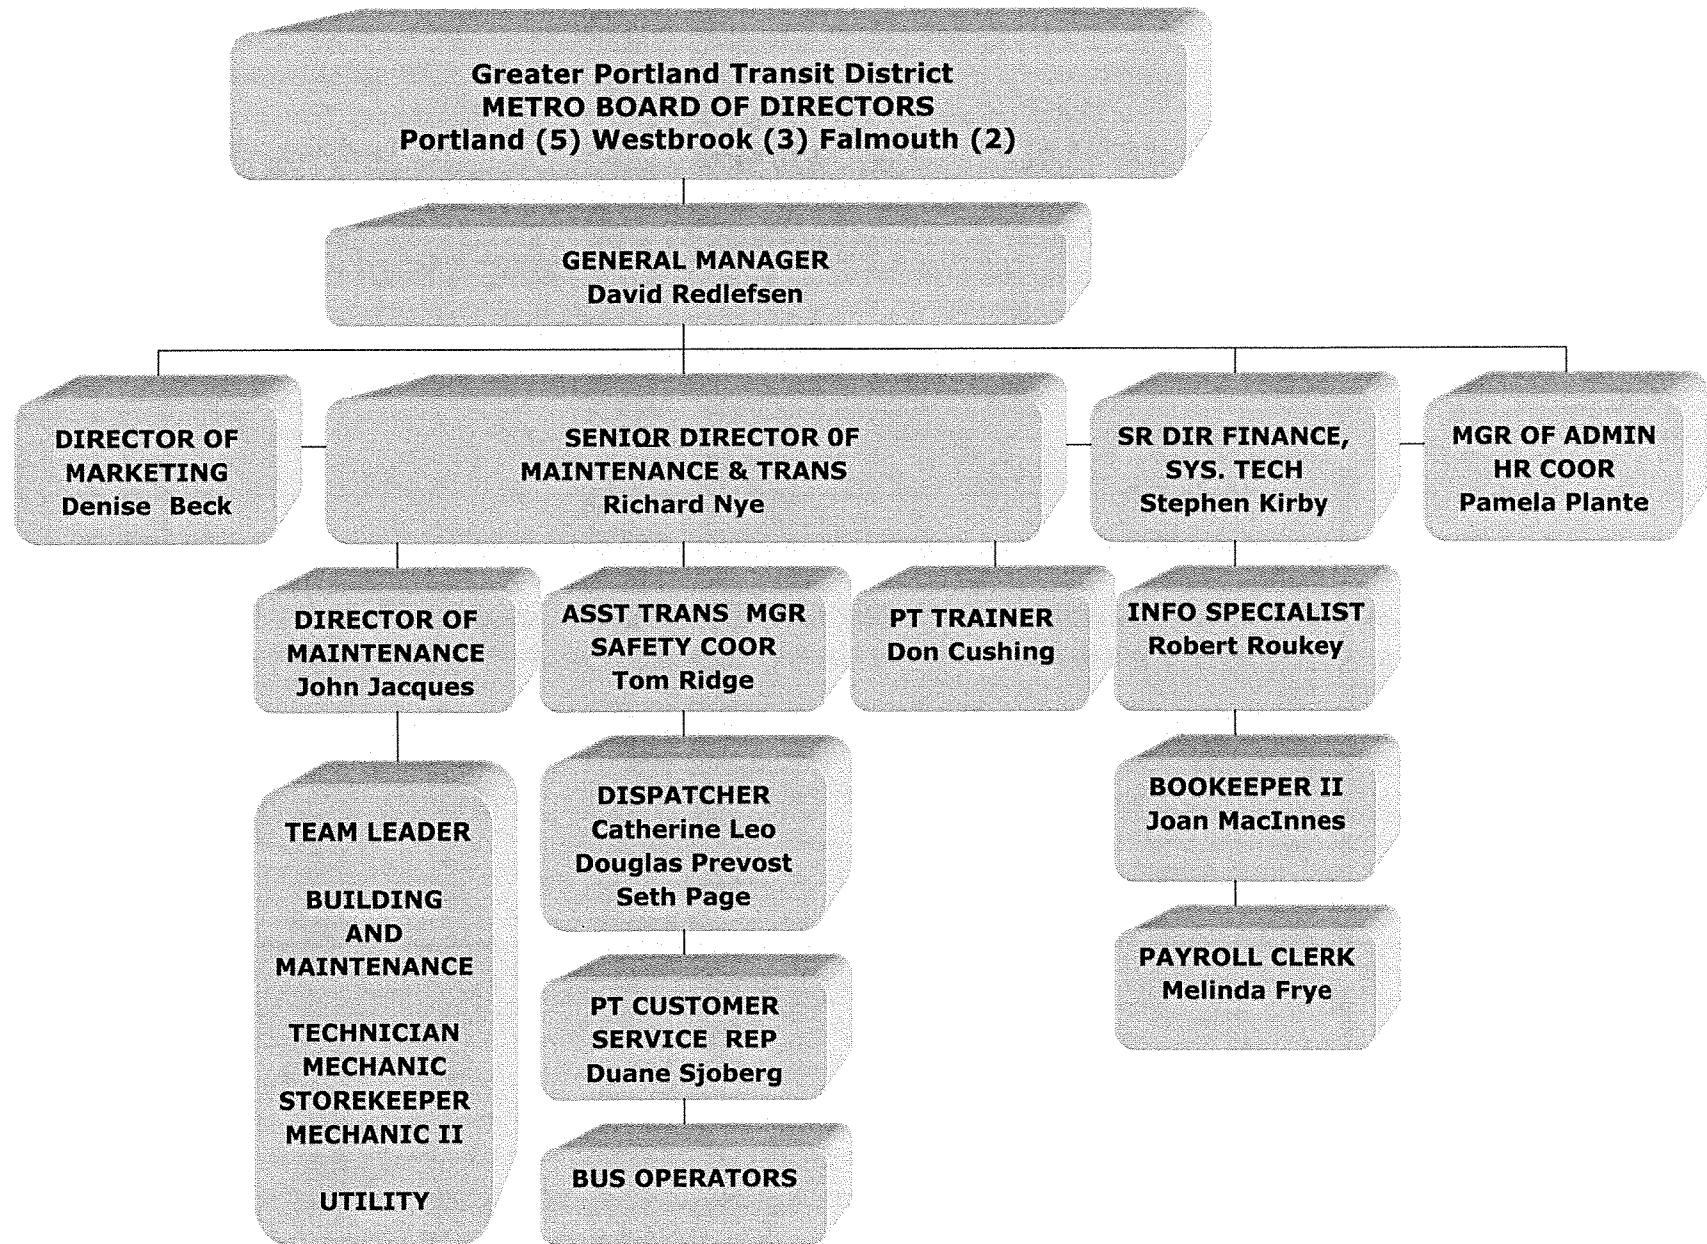 Greater Portland Transit District
METRO BOARD OF DIRECTORS
Portland (5) Westbrook (3) Falmouth (2)
GENERAL MANAGER
David Redlefsen
DIRECTOR OF
MARKETING
Denise Beck
SENIOR DIRECTOR 0F
MAINTENANCE & TRANS
Richard Nye
SR DIR FINANCE,
SYS. TECH
Stephen Kirby
MGR OF ADMIN
HR COOR
Pamela Plante
DIRECTOR OF
MAINTENANCE
John Jacques
ASST TRANS MGR
SAFETY COOR
Tom Ridge
PT TRAINER
Don Cushing
INFO SPECIALIST
Robert Roukey
TEAM LEADER
BUILDING
AND
MAINTENANCE
TECHNICIAN
MECHANIC
STOREKEEPER
MECHANIC II
UTILITY
DISPATCHER
Catherine Leo
Douglas Prevost
Seth Page
PT CUSTOMER
SERVICE REP
Duane Sjoberg
BUS OPERATORS
BOOKEEPER II
Joan MacInnes
PAYROLL CLERK
Melinda Frye